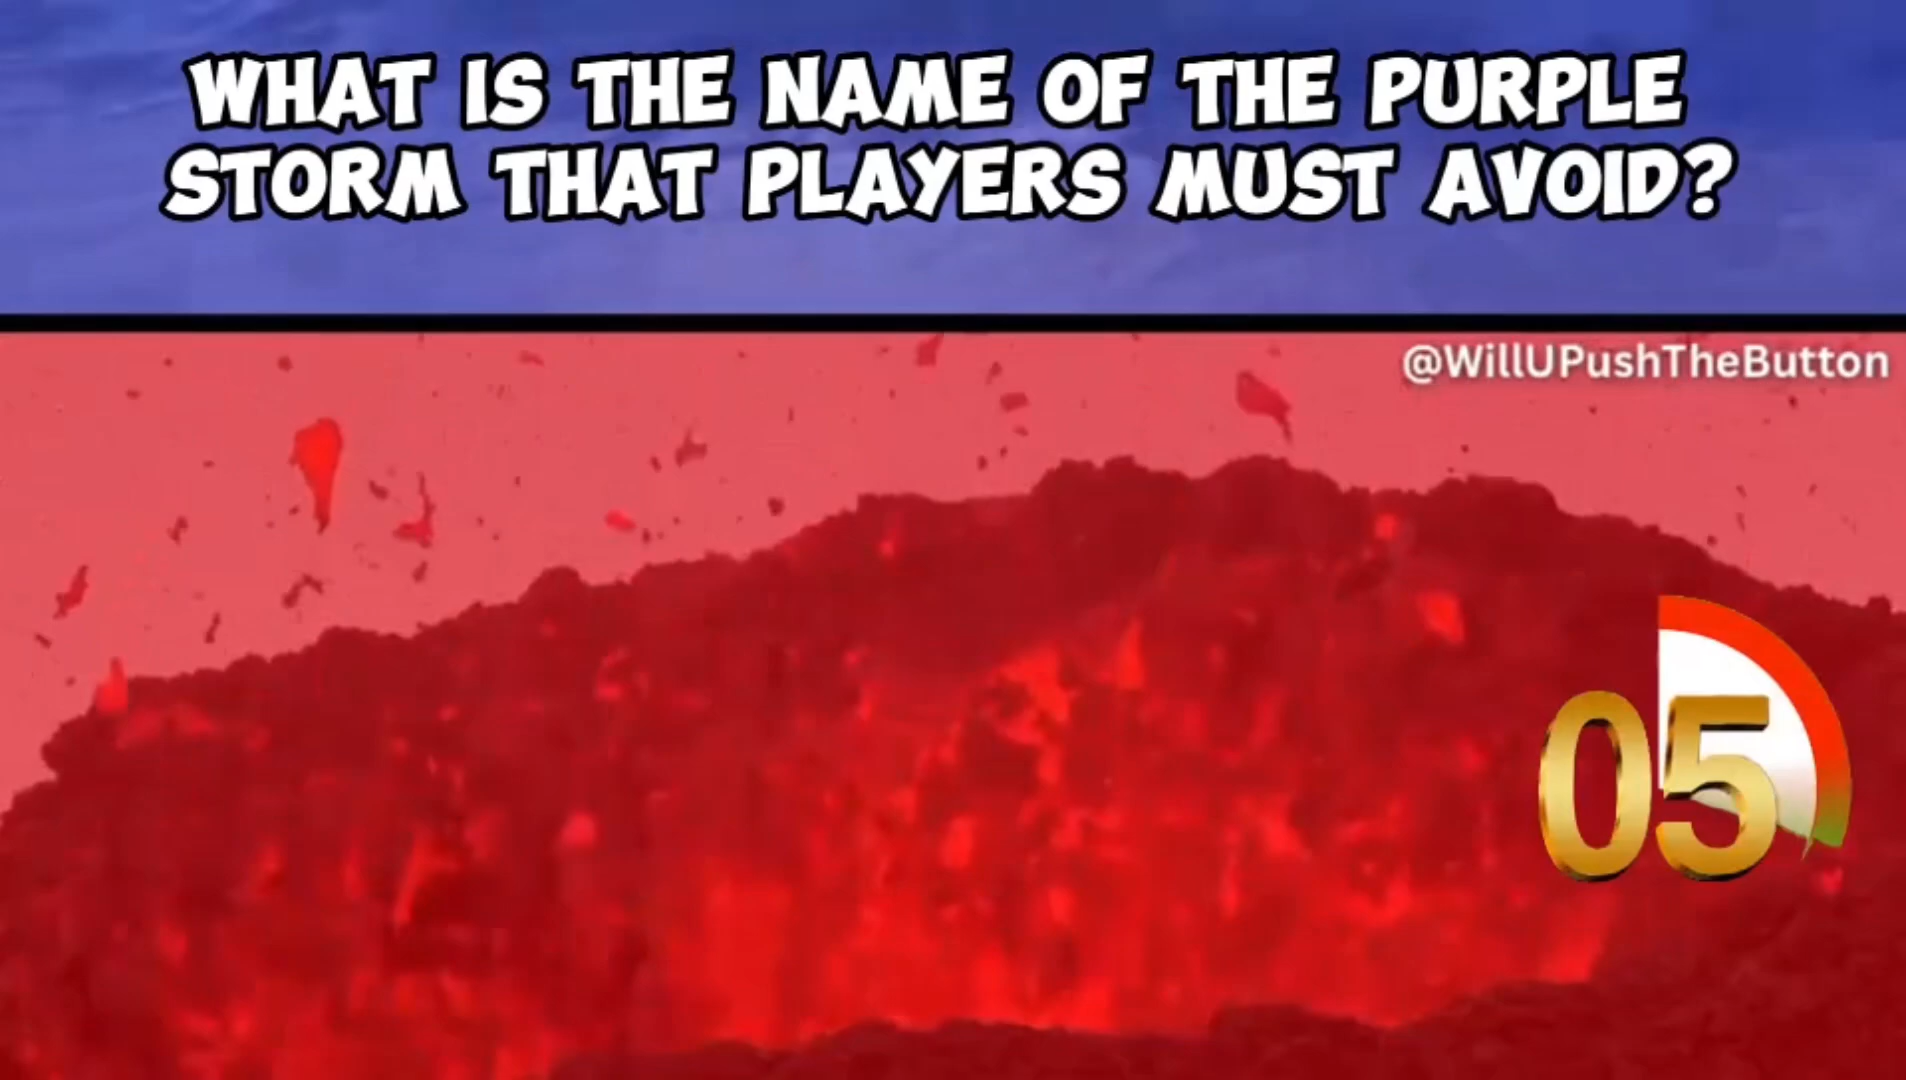 WHAT IS THE NAME OF THE PURPLE
STORM THAT PLAYERS MUST AVOID?
@WillUPushTheButton
05